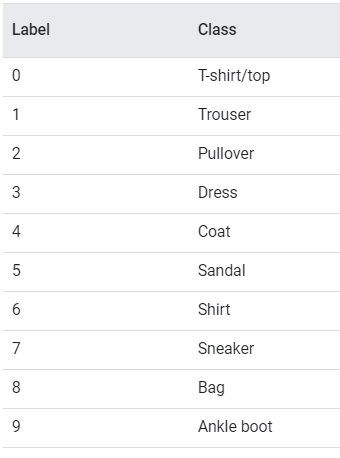 Label Class
0 T-shirt/top
1 Trouser
2 Pullover
3 Dress
4 Coat
5 Sandal
6 Shirt
7 Sneaker
8 Bag
9 Ankle boot